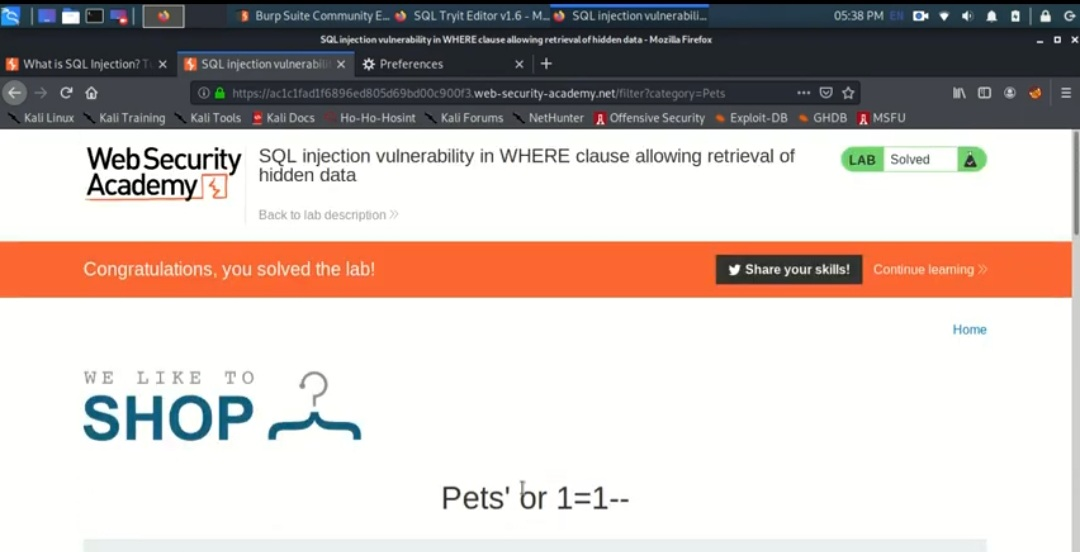 Burp Suite Community E... SQL Tryit Editor v1.6 - M... SQL injection vulnerabili... 05:38 PM EN
SQL injection vulnerability in WHERE clause allowing retrieval of hidden data - Mozilla Firefox
What is SQL Injection? T SQL injection vulnerabili Preferences
https://ac1c1fad1f6896ed805d69bd00c900f3.web-security-academy.net/filter?category=Pets
Kali Linux Kali Training Kali Tools Kali Docs Ho-Ho-Hosint Kali Forums NetHunter Offensive Security Exploit-DB GHDB MSFU
Web Security
Academy
SQL injection vulnerability in WHERE clause allowing retrieval of
hidden data
LAB Solved
Back to lab description
Congratulations, you solved the lab!
Share your skills! Continue learning
Home
WE LIKE TO
SHOP
Pets' or 1=1--